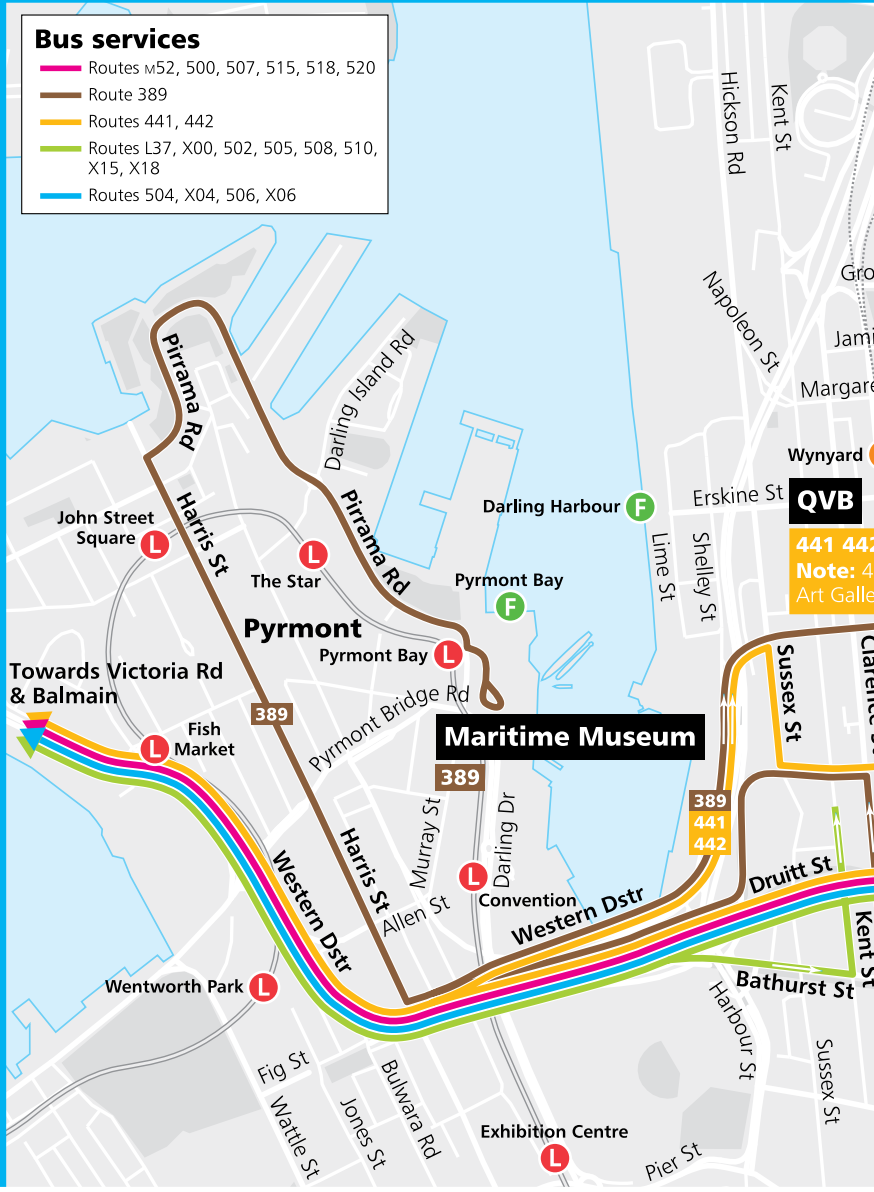 Bus services
Routes M52, 500, 507, 515, 518, 520
Route 389
Routes 441, 442
Routes L37, X00, 502, 505, 508, 510,
X15, X18
Routes 504, X04, 506, X06
Hickson Rd
Kent St
Napoleon St
Gro
Jami
Margare
Wynyard
Pirrama Rd
Darling Island Rd
Harris St
John Street
Square
L
L
The Star
Pirrama Rd
Darling Harbour
F
Erskine St
QVB
441 442
Note: 4
Art Galle
Lime St
Shelley St
Pyrmont Bay
F
Pyrmont
Pyrmont Bay
L
Towards Victoria Rd
& Balmain
389
Fish
Market
L
Pyrmont Bridge Rd
Maritime Museum
389
Sussex St
Clarence St
389
441
442
Murray St
Darling Dr
Harris St
Allen St
L
Convention
Western Dstr
Western Dstr
Druitt St
Kent St
Bathurst St
Wentworth Park
L
Harbour St
Sussex St
Fig St
Wattle St
Jones St
Bulwara Rd
Exhibition Centre
L
Pier St